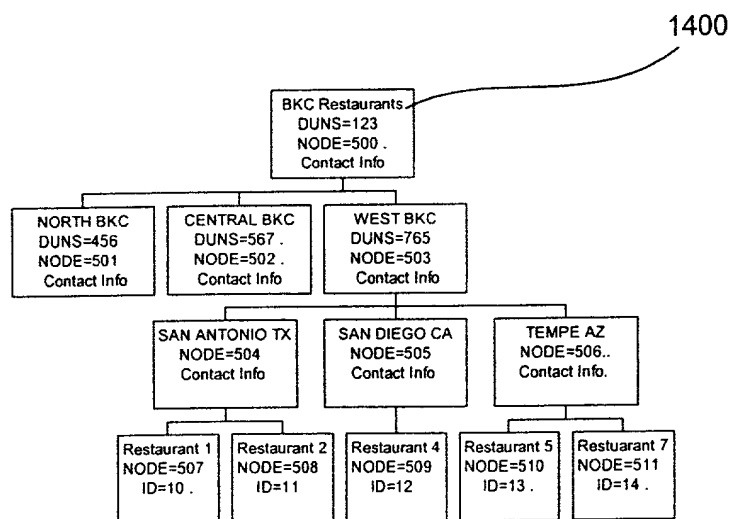 1400
BKC Restaurants
DUNS=123
NODE=500 .
Contact Info
NORTH BKC
DUNS=456
NODE=501
Contact Info
CENTRAL BKC
DUNS=567 .
NODE=502 .
Contact Info
WEST BKC
DUNS=765
NODE=503
Contact Info
SAN ANTONIO TX
NODE=504
Contact Info
SAN DIEGO CA
NODE=505
Contact Info
TEMPE AZ
NODE=506..
Contact Info.
Restaurant 1
NODE=507
ID=10 .
Restaurant 2
NODE=508
ID=11
Restaurant 4
NODE=509
ID=12
Restaurant 5
NODE=510
ID=13 .
Restuarant 7
NODE=511
ID=14 .